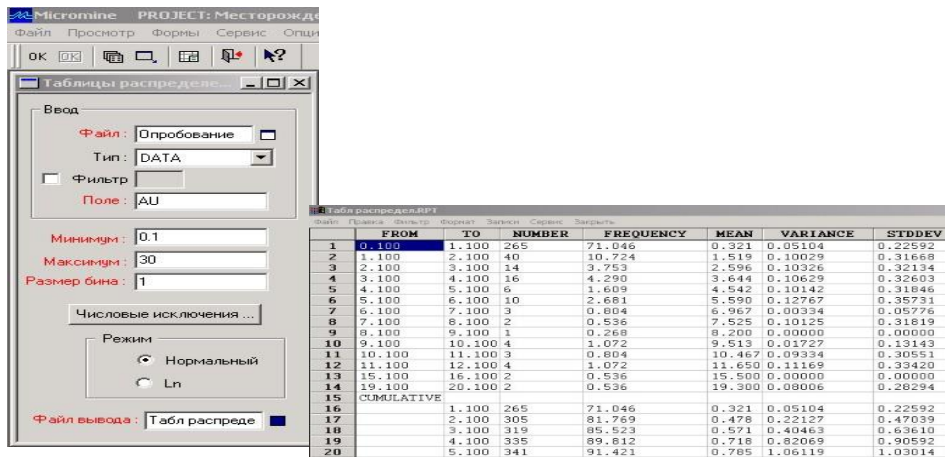 Micromine PROJECT: Месторожде
Файл Просмотр Формы Сервис Опци
OK OK
Таблицы распределе...
Ввод
Файл : Опробование
Тип : DATA
Фильтр
Поле : AU
Минимум : 0.1
Максимум : 30
Размер бина : 1
Числовые исключения ...
Режим
Нормальный
Ln
Файл вывода : Табл распреде
Табл распредел.RPT
Файл Правка Фильтр Формат Записи Сервис Закрыть
FROM TO NUMBER FREQUENCY MEAN VARIANCE STDDEV
1 0.100 1.100 265 71.046 0.321 0.05104 0.22592
2 1.100 2.100 40 10.724 1.519 0.10029 0.31668
3 2.100 3.100 14 3.753 2.596 0.10326 0.32134
4 3.100 4.100 16 4.290 3.644 0.10629 0.32603
5 4.100 5.100 6 1.609 4.542 0.10142 0.31846
6 5.100 6.100 10 2.681 5.590 0.12767 0.35731
7 6.100 7.100 3 0.804 6.967 0.00334 0.05776
8 7.100 8.100 2 0.536 7.525 0.10125 0.31819
9 8.100 9.100 1 0.268 8.200 0.00000 0.00000
10 9.100 10.100 4 1.072 9.513 0.01727 0.13143
11 10.100 11.100 3 0.804 10.467 0.09334 0.30551
12 11.100 12.100 4 1.072 11.650 0.11169 0.33420
13 15.100 16.100 2 0.536 15.500 0.00000 0.00000
14 19.100 20.100 2 0.536 19.300 0.08006 0.28294
15 CUMULATIVE
16 1.100 265 71.046 0.321 0.05104 0.22592
17 2.100 305 81.769 0.478 0.22127 0.47039
18 3.100 319 85.523 0.571 0.40463 0.63610
19 4.100 335 89.812 0.718 0.82069 0.90592
20 5.100 341 91.421 0.785 1.06119 1.03014